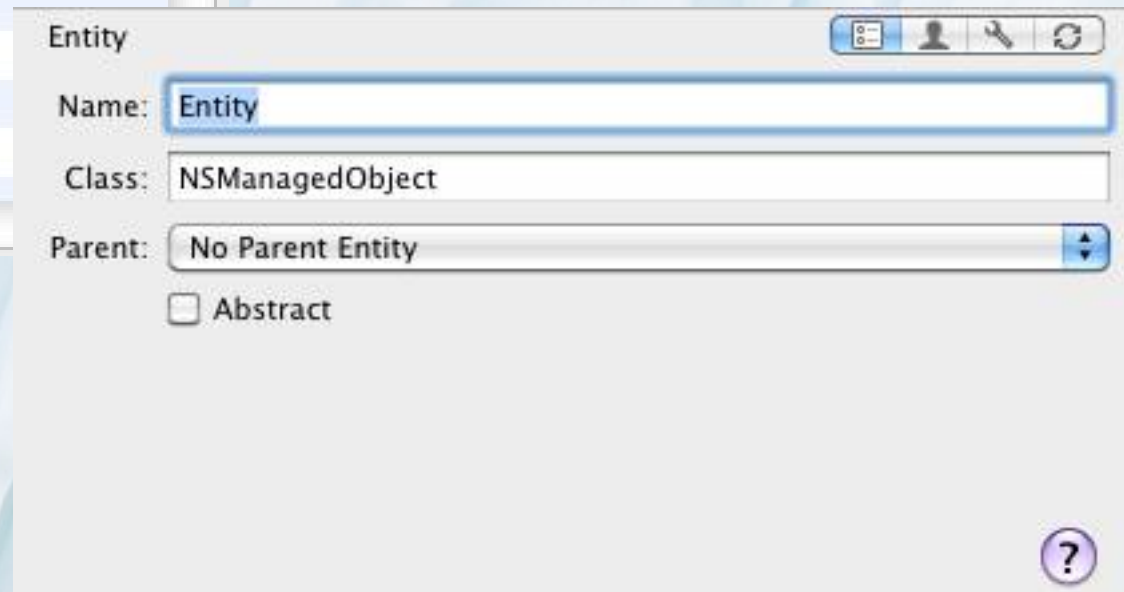 Entity
Name: Entity
Class: NSManagedObject
Parent: No Parent Entity
Abstract
?